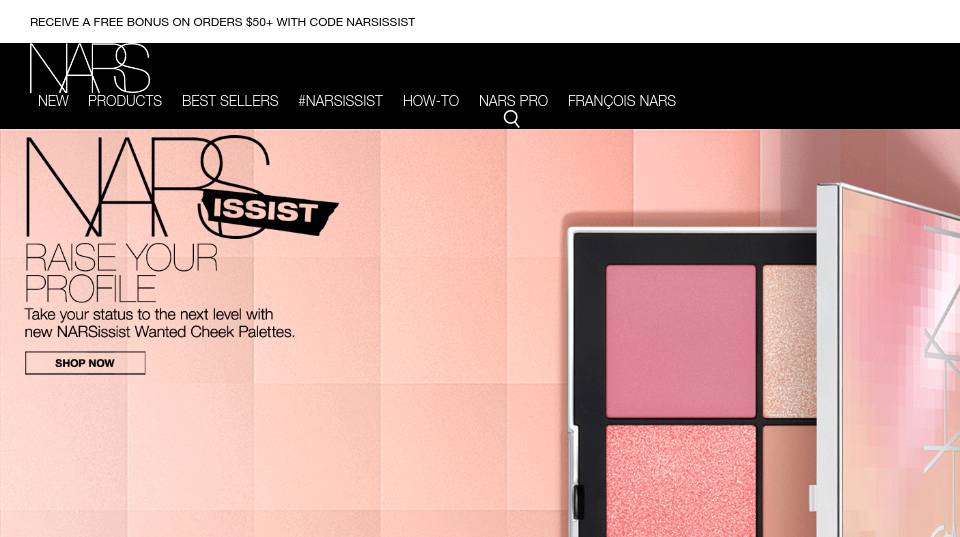 RECEIVE A FREE BONUS ON ORDERS $50+ WITH CODE NARSISSIST
NARS
NEW PRODUCTS BEST SELLERS #NARSISSIST HOW-TO NARS PRO FRANÇOIS NARS
NARS
ISSIST
RAISE YOUR
PROFILE
Take your status to the next level with
new NARSissist Wanted Cheek Palettes.
SHOP NOW